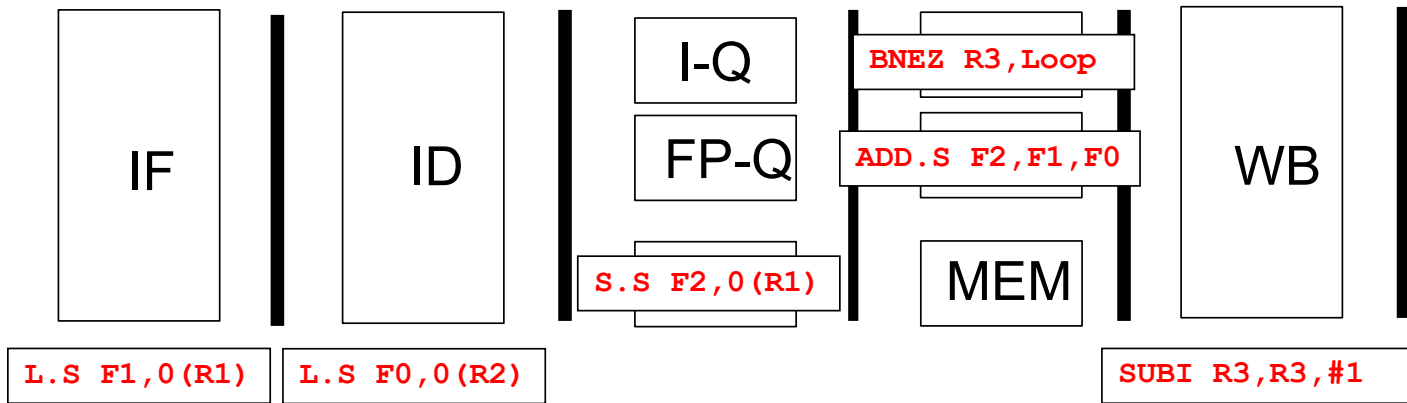 IF
ID
I-Q
FP-Q
S.S F2,0(R1)
BNEZ R3,Loop
ADD.S F2,F1,F0
MEM
WB
L.S F1,0(R1)
L.S F0,0(R2)
SUBI R3,R3,#1